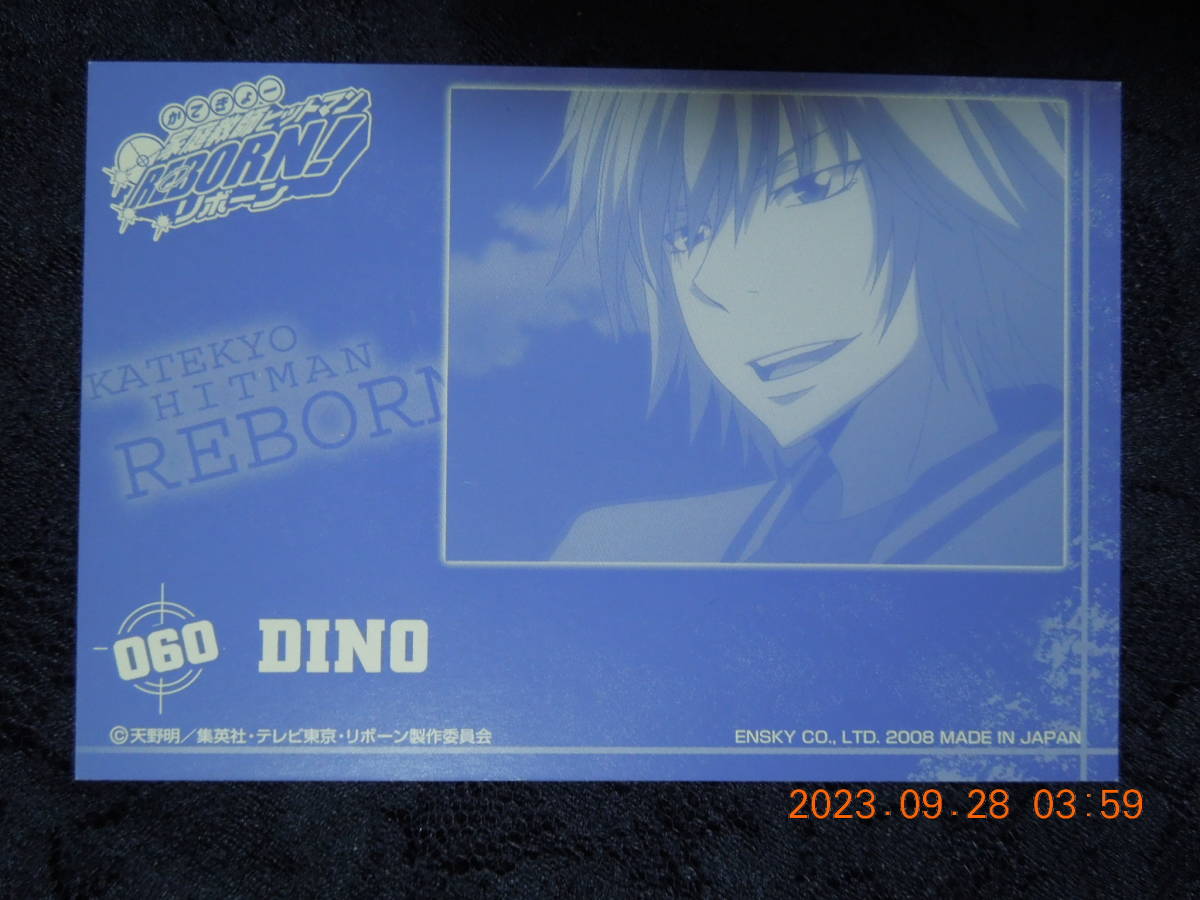 かてきょー
家庭教師ヒットマン
REBORN!
リボーン
KATEKYO
HITMAN
REBORN
060 DINO
©天野明／集英社・テレビ東京・リボーン製作委員会
ENSKY CO., LTD. 2008 MADE IN JAPAN
2023.09.28 03:59